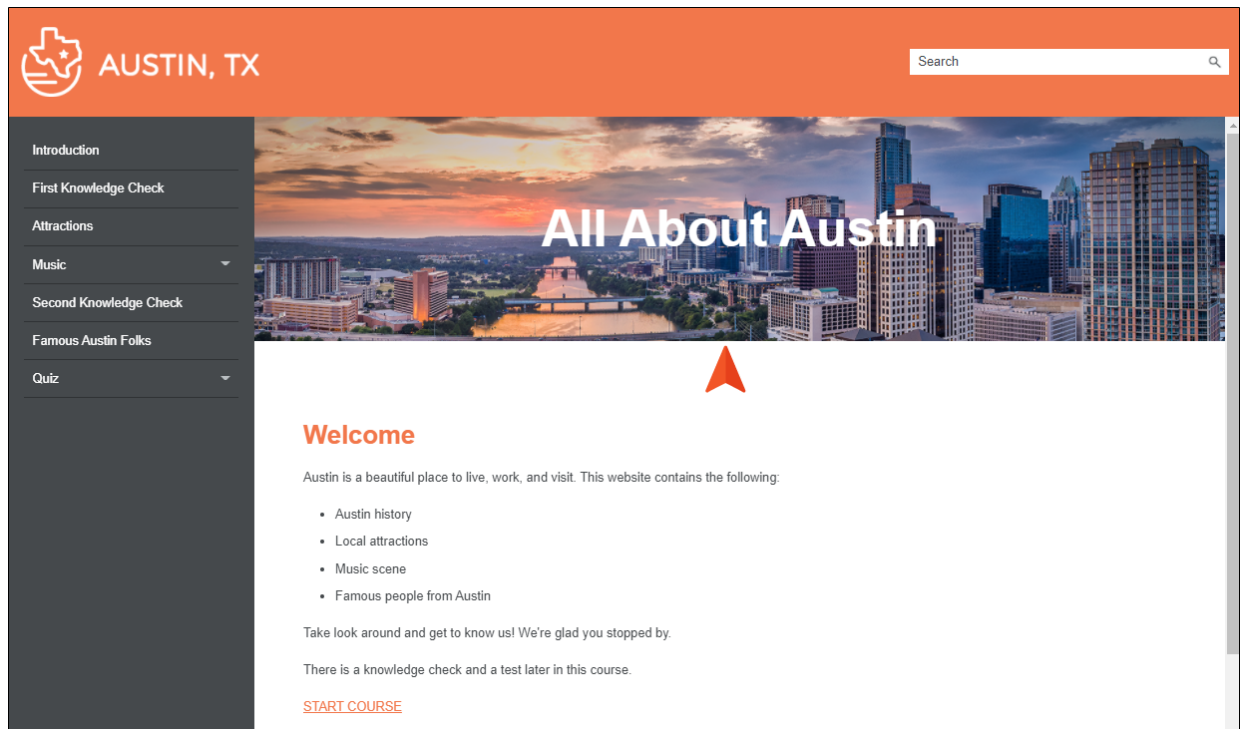 AUSTIN, TX
Search
Introduction
First Knowledge Check
Attractions
Music
Second Knowledge Check
Famous Austin Folks
Quiz
All About Austin
Welcome
Austin is a beautiful place to live, work, and visit. This website contains the following:
• Austin history
• Local attractions
• Music scene
• Famous people from Austin
Take look around and get to know us! We're glad you stopped by.
There is a knowledge check and a test later in this course.
START COURSE